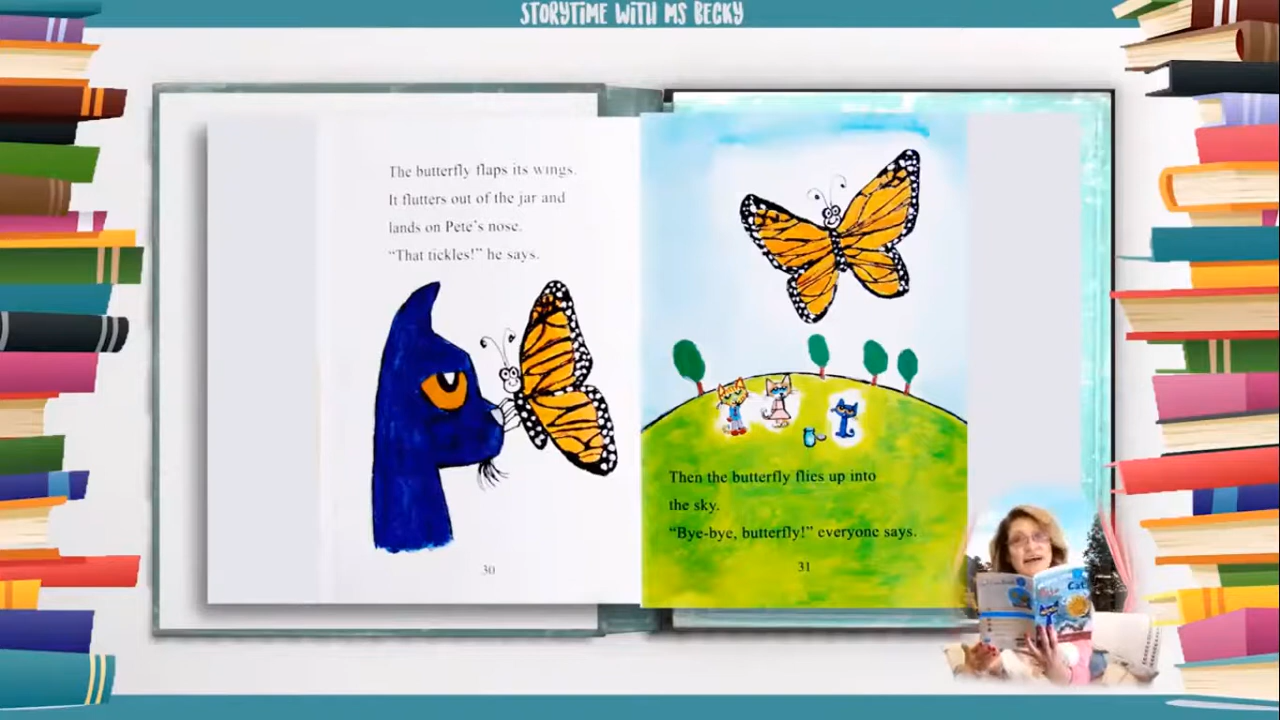 STORYTIME WITH MS BECKY
The butterfly flaps its wings.
It flutters out of the jar and
lands on Pete's nose.
“That tickles!” he says.
30
Then the butterfly flies up into
the sky.
“Bye-bye, butterfly!” everyone says.
31
Cat